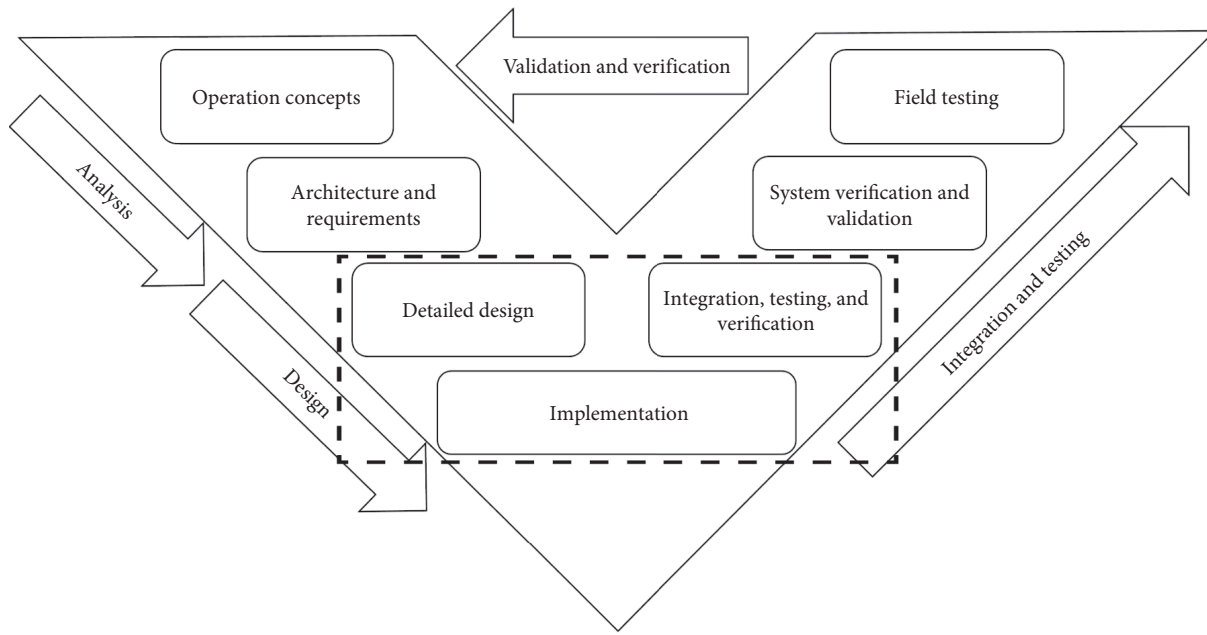 Validation and verification
Operation concepts
Field testing
Analysis
Architecture and
requirements
System verification and
validation
Detailed design
Integration, testing, and
verification
Integration and testing
Design
Implementation